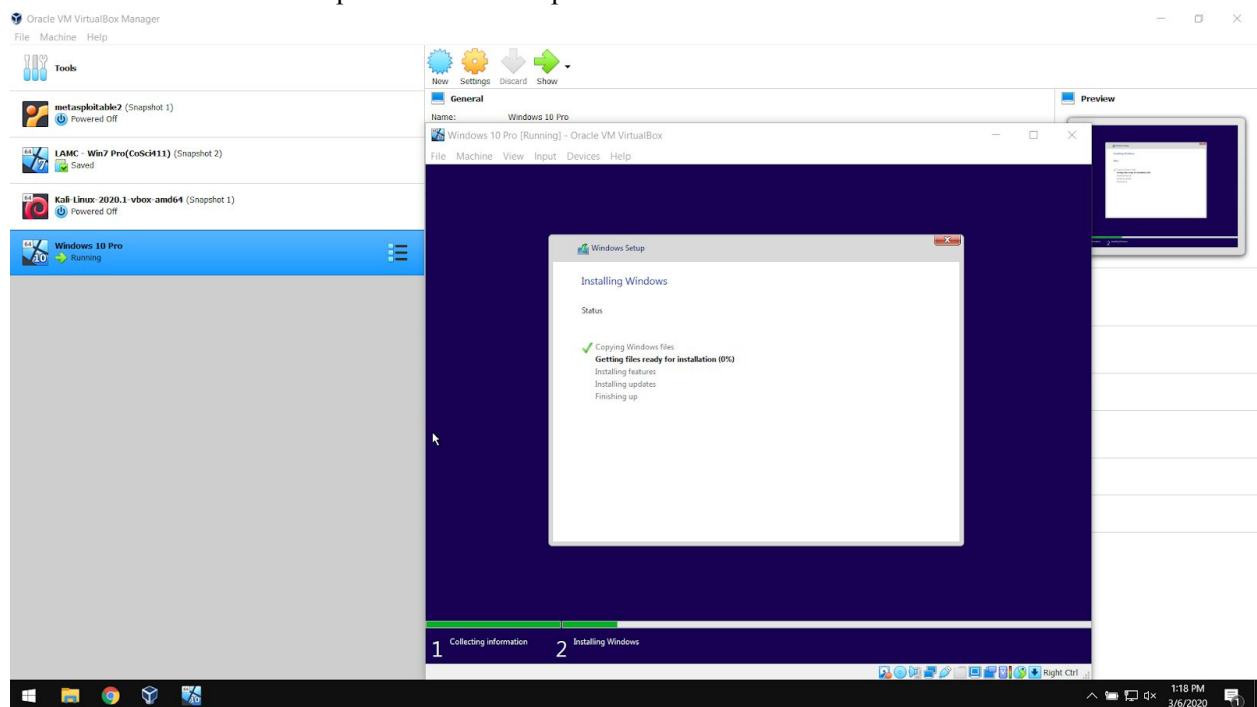 Oracle VM VirtualBox Manager
File Machine Help
Tools
New Settings Discard Show
metasploitable2 (Snapshot 1)
Powered Off
LAMC - Win7 Pro(CoSci411) (Snapshot 2)
Saved
Kali-Linux-2020.1-vbox-amd64 (Snapshot 1)
Powered Off
Windows 10 Pro
Running
General
Name: Windows 10 Pro
Preview
Windows 10 Pro [Running] - Oracle VM VirtualBox
File Machine View Input Devices Help
Windows Setup
Installing Windows
Status
Copying Windows files
Getting files ready for installation (0%)
Installing features
Installing updates
Finishing up
1 Collecting information 2 Installing Windows
Right Ctrl
1:18 PM
3/6/2020